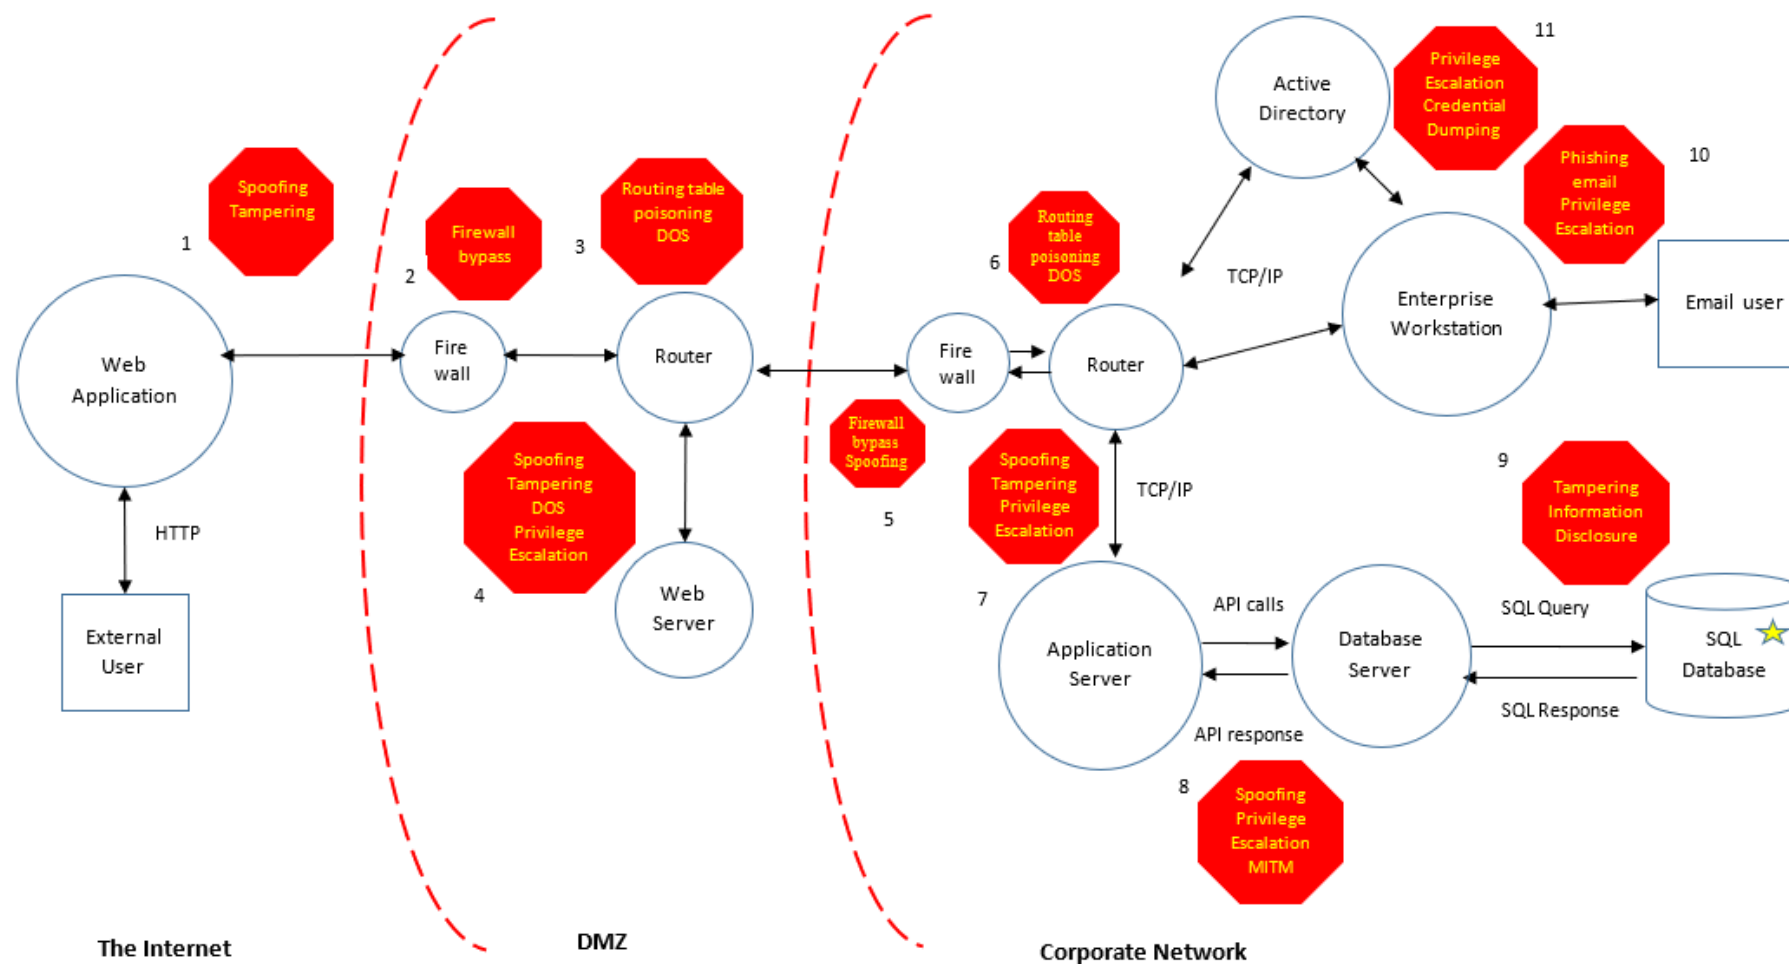 11
Active
Directory
Privilege
Escalation
Credential
Dumping
10
Phishing
email
Privilege
Escalation
1
Spoofing
Tampering
2
Firewall
bypass
3
Routing table
poisoning
DOS
6
Routing
table
poisoning
DOS
TCP/IP
Enterprise
Workstation
Email user
Web
Application
Fire
wall
Router
Fire
wall
Router
Firewall
bypass
Spoofing
5
Spoofing
Tampering
DOS
Privilege
Escalation
4
Spoofing
Tampering
Privilege
Escalation
7
TCP/IP
9
Tampering
Information
Disclosure
HTTP
External
User
Web
Server
Application
Server
API calls
API response
Database
Server
SQL Query
SQL Response
SQL
Database
8
Spoofing
Privilege
Escalation
MITM
The Internet
DMZ
Corporate Network